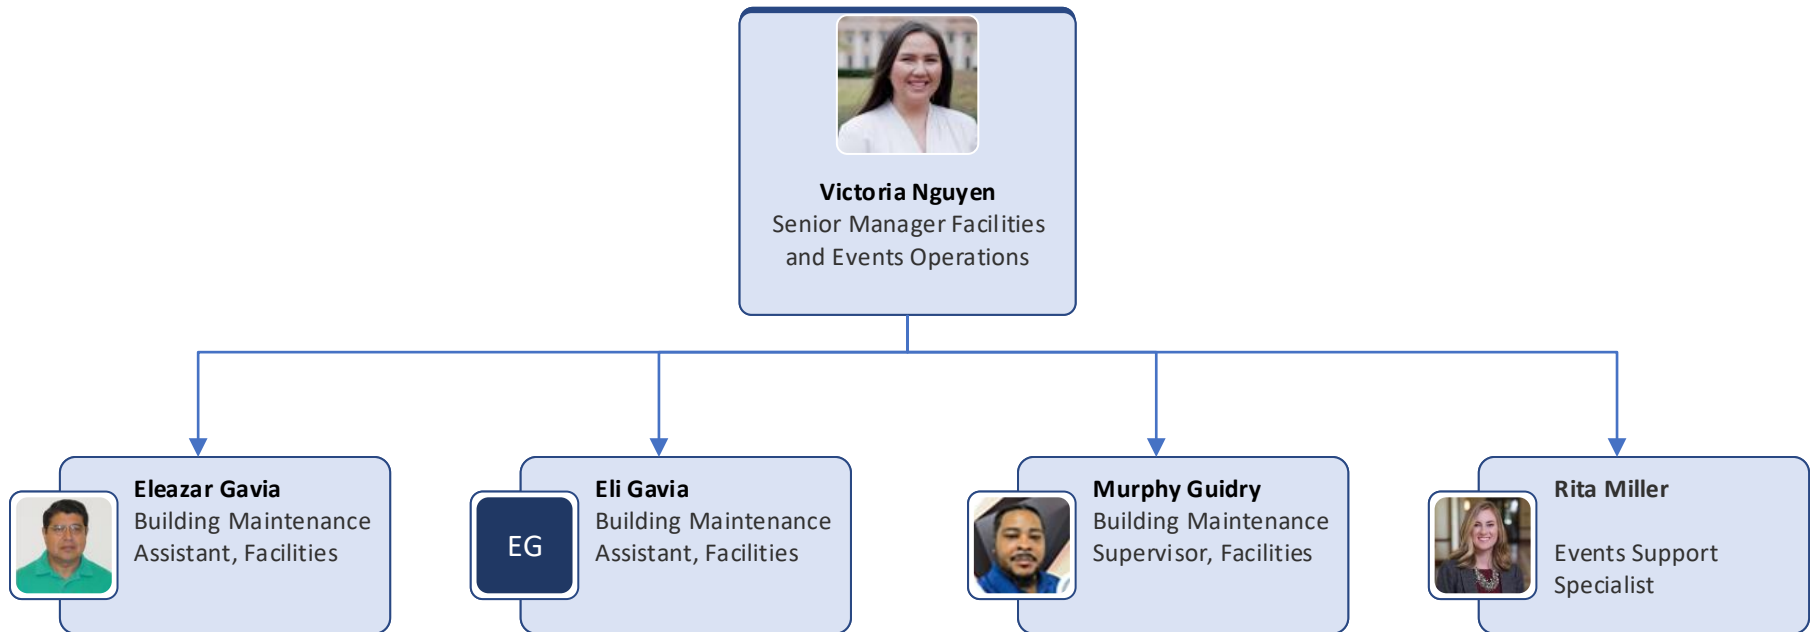 Victoria Nguyen
Senior Manager Facilities
and Events Operations
Eleazar Gavia
Building Maintenance
Assistant, Facilities
EG
Eli Gavia
Building Maintenance
Assistant, Facilities
Murphy Guidry
Building Maintenance
Supervisor, Facilities
Rita Miller
Events Support
Specialist